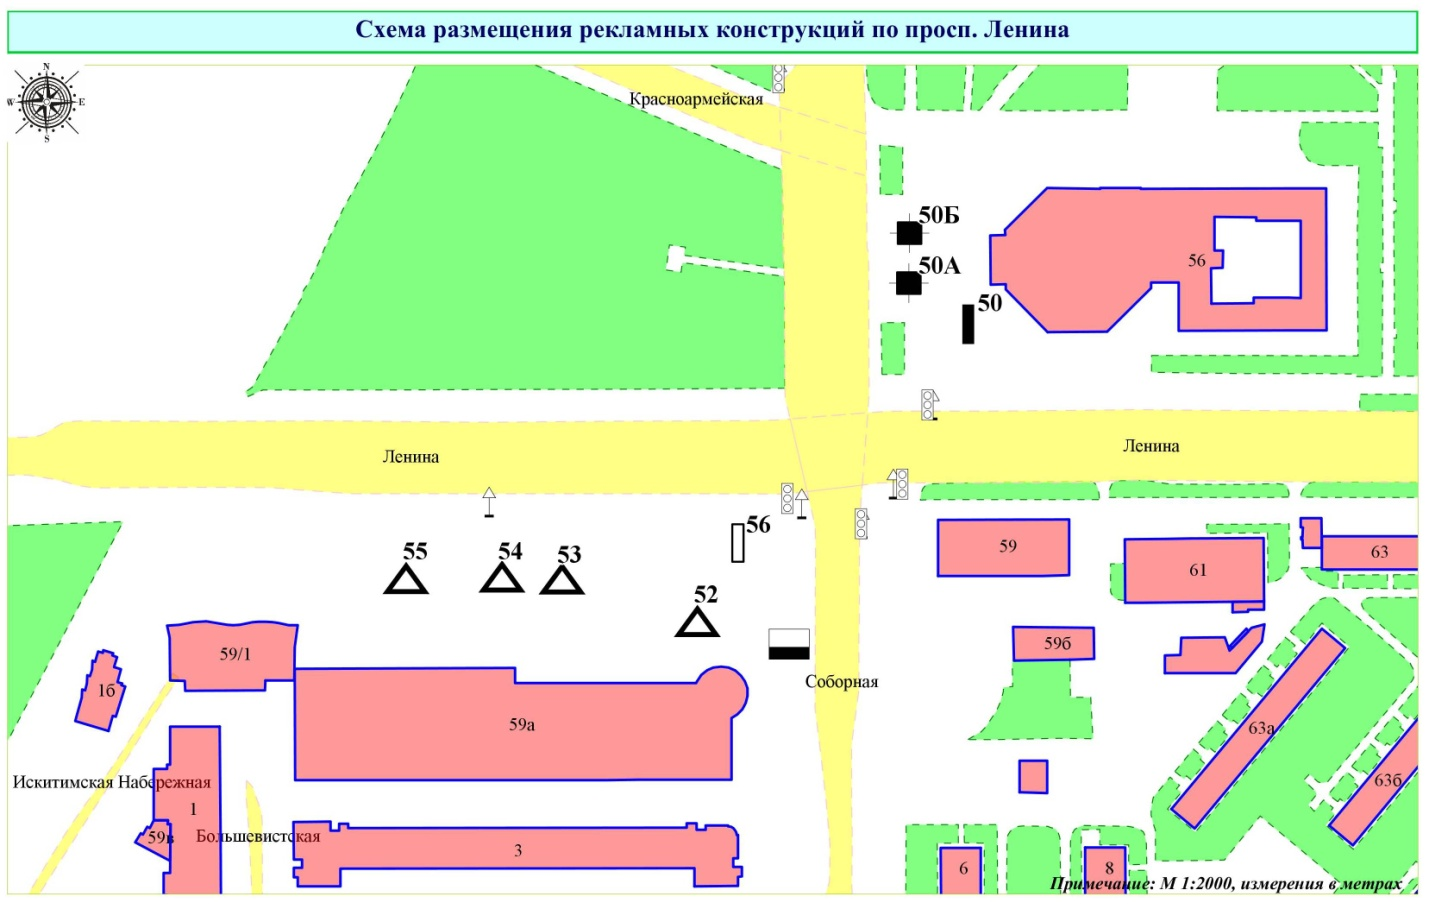 Схема размещения рекламных конструкций по просп. Ленина
N
W E
S
Красноармейская
50Б
50А
56
50
Ленина
Ленина
56
55
54
53
52
59
61
63
59/1
59б
1б
Соборная
59а
63а
63б
Искитимская Набережная
1
59в
Большевистская
3
6
8
Примечание: М 1:2000, измерения в метрах